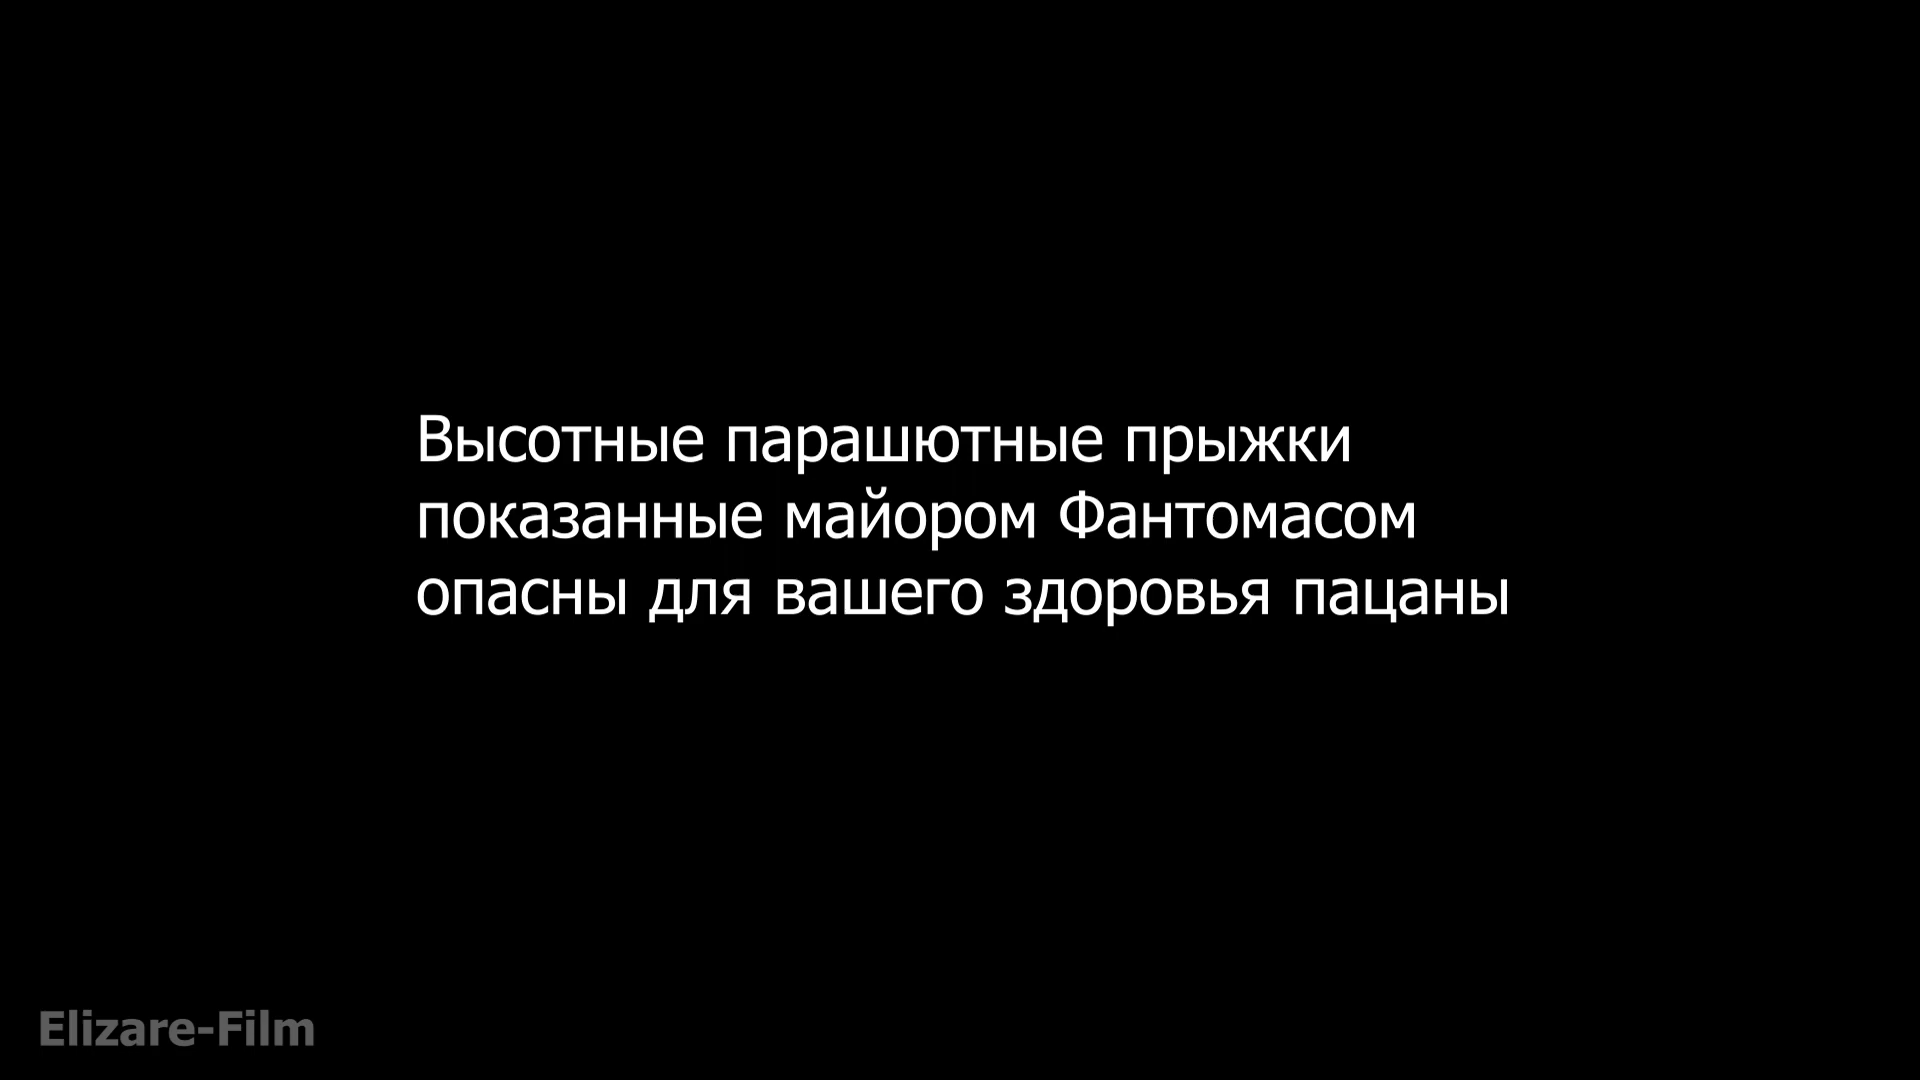 Высотные парашютные прыжки
показанные майором Фантомасом
опасны для вашего здоровья пацаны
Elizare-Film